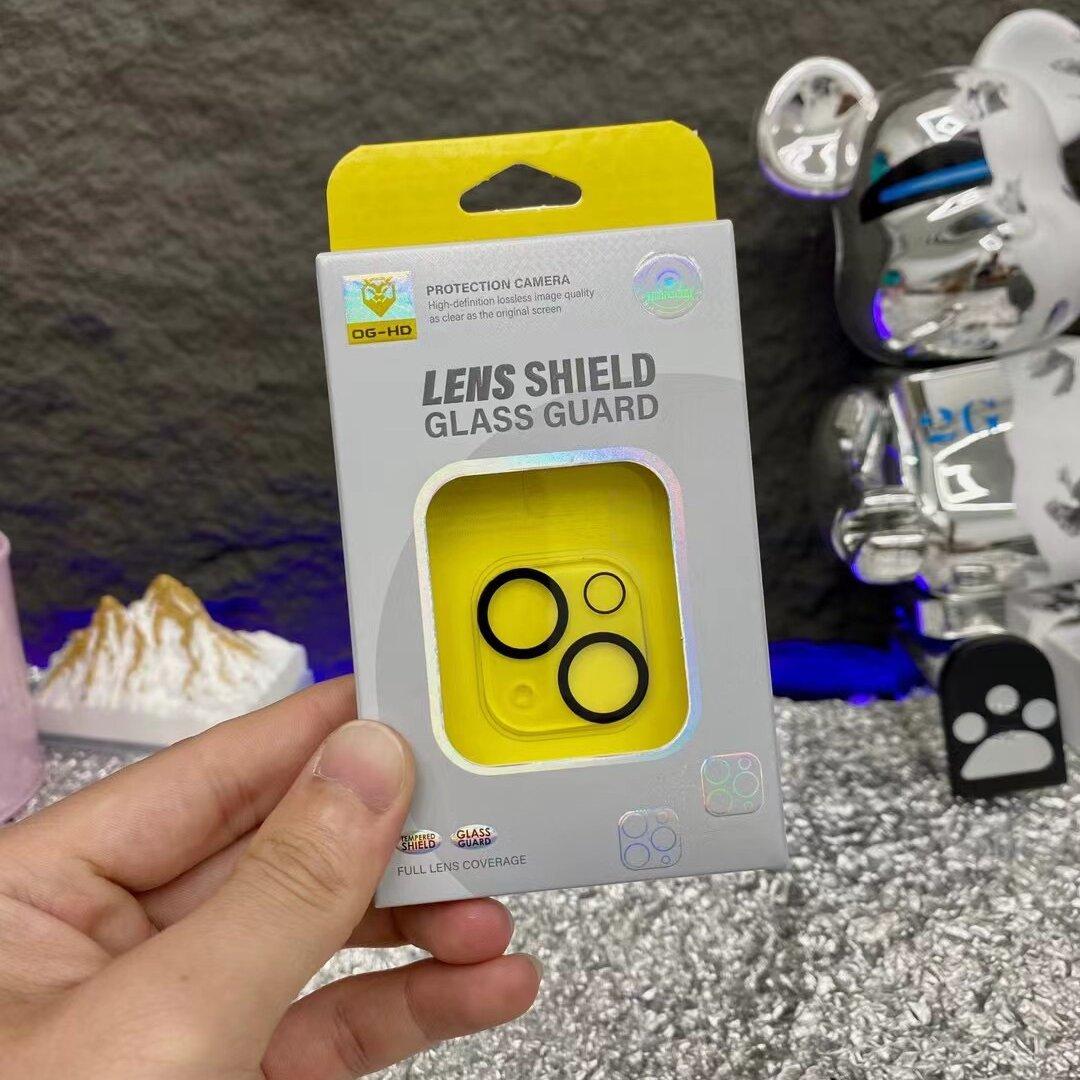 OG-HD
PROTECTION CAMERA
High-definition lossless image quality
as clear as the original screen
LENS SHIELD
GLASS GUARD
TEMPERED
SHIELD
GLASS
GUARD
FULL LENS COVERAGE
2G